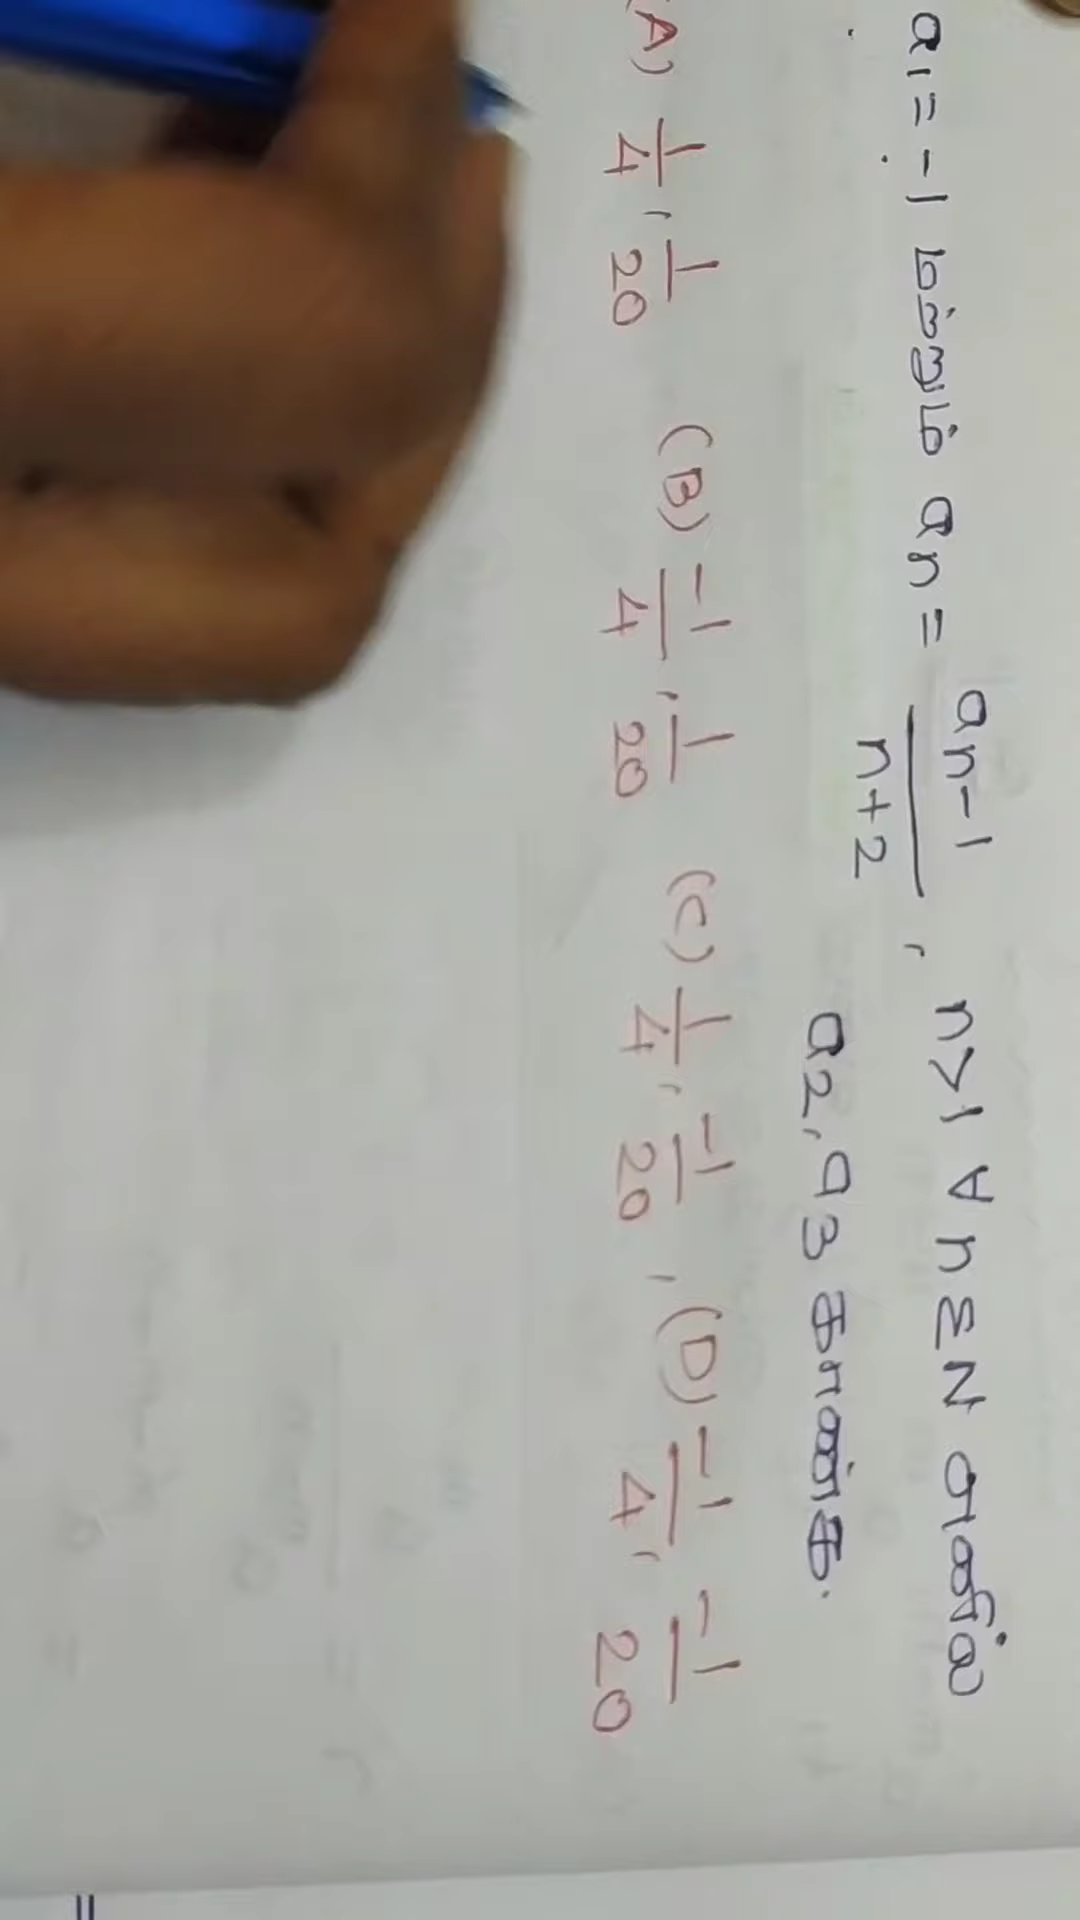 a1 = -1 மற்றும் an = an-1/n+2, n>1 ∀ n∈N எனில்
a2, a3 காண்க.
(A) 1/4, 1/20 (B) -1/4, 1/20 (C) 1/4, -1/20, (D) -1/4, -1/20